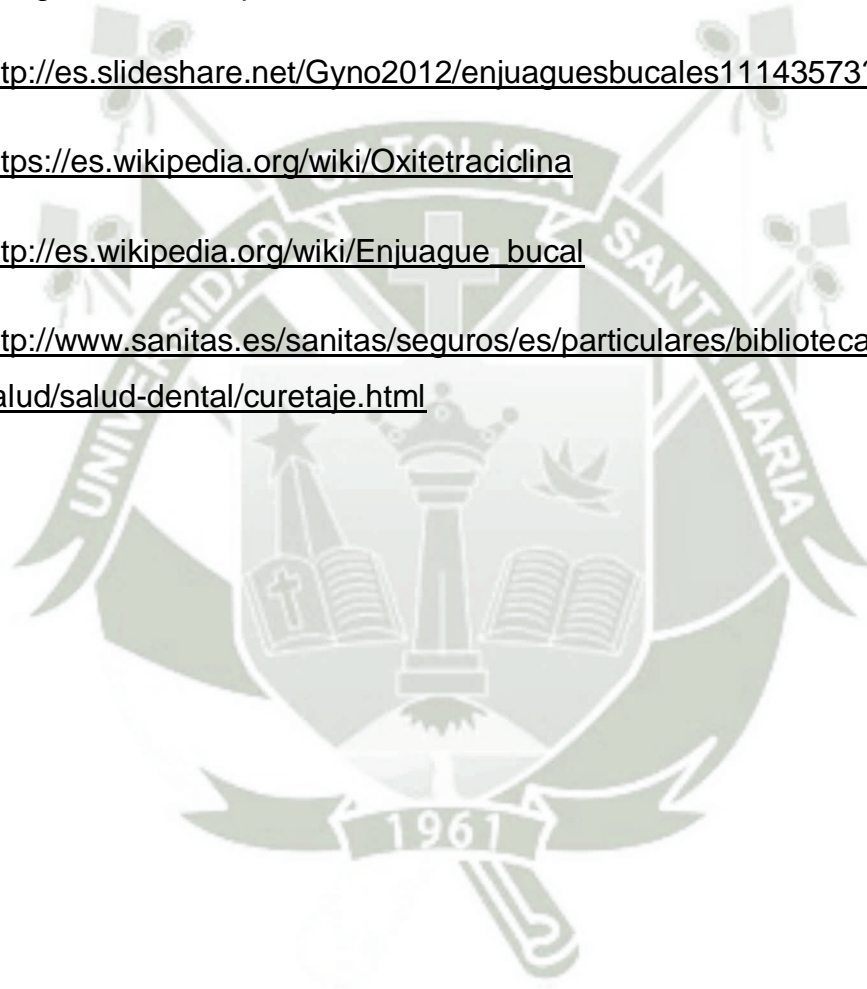 tp://es.slideshare.net/Gyno2012/enjuaguesbucales11143573
tps://es.wikipedia.org/wiki/Oxitetraciclina
tp://es.wikipedia.org/wiki/Enjuague_bucal
tp://www.sanitas.es/sanitas/seguros/es/particulares/biblioteca
alud/salud-dental/curetaje.html
UNIVERSIDAD CATOLICA SANTA MARIA
1961